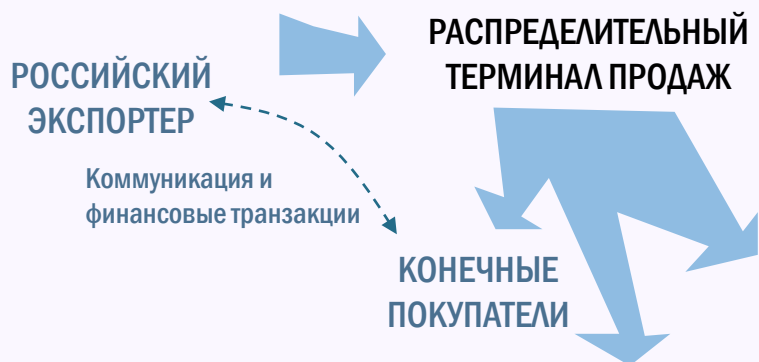 РАСПРЕДЕЛИТЕЛЬНЫЙ
ТЕРМИНАЛ ПРОДАЖ
РОССИЙСКИЙ
ЭКСПОРТЕР
Коммуникация и
финансовые транзакции
КОНЕЧНЫЕ
ПОКУПАТЕЛИ